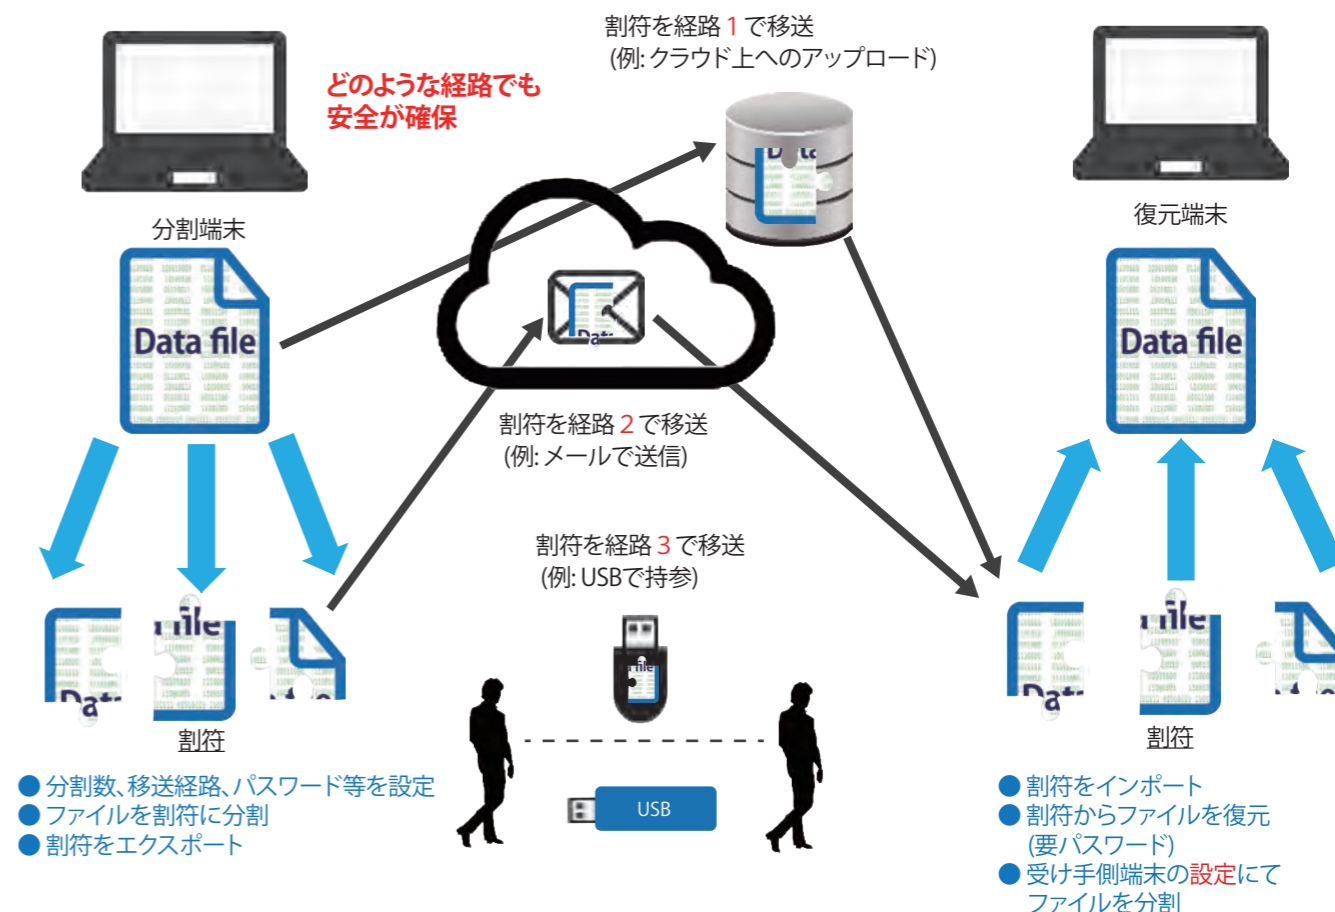 割符を経路 1 で移送
(例: クラウド上へのアップロード)
どのような経路でも
安全が確保
分割端末
復元端末
Data file
Data file
割符を経路 2 で移送
(例: メールで送信)
割符を経路 3 で移送
(例: USBで持参)
割符
割符
USB
● 分割数、移送経路、パスワード等を設定
● ファイルを割符に分割
● 割符をエクスポート
● 割符をインポート
● 割符からファイルを復元
(要パスワード)
● 受け手側端末の設定にて
ファイルを分割